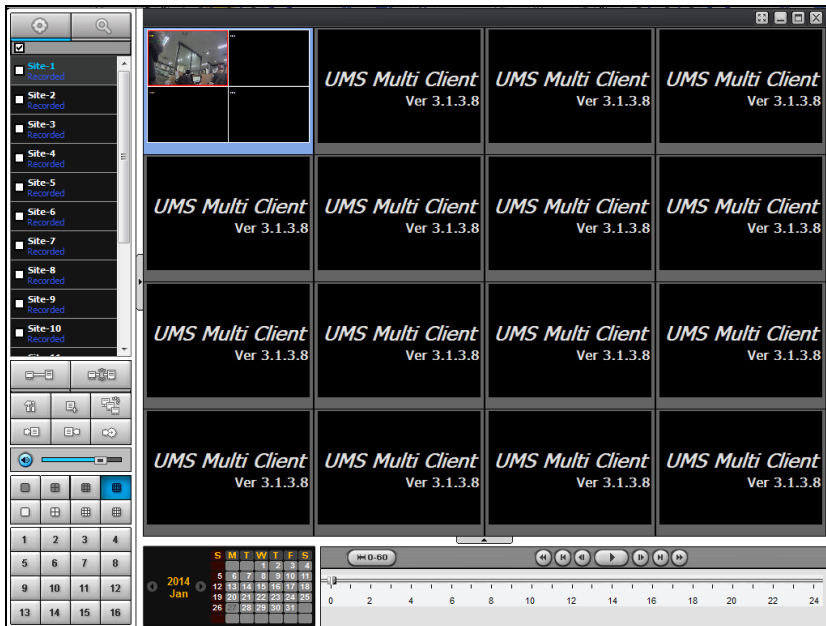 Site-1
Recorded
Site-2
Recorded
Site-3
Recorded
Site-4
Recorded
Site-5
Recorded
Site-6
Recorded
Site-7
Recorded
Site-8
Recorded
Site-9
Recorded
Site-10
Recorded
UMS Multi Client
Ver 3.1.3.8
UMS Multi Client
Ver 3.1.3.8
UMS Multi Client
Ver 3.1.3.8
UMS Multi Client
Ver 3.1.3.8
UMS Multi Client
Ver 3.1.3.8
UMS Multi Client
Ver 3.1.3.8
UMS Multi Client
Ver 3.1.3.8
UMS Multi Client
Ver 3.1.3.8
UMS Multi Client
Ver 3.1.3.8
UMS Multi Client
Ver 3.1.3.8
UMS Multi Client
Ver 3.1.3.8
UMS Multi Client
Ver 3.1.3.8
UMS Multi Client
Ver 3.1.3.8
UMS Multi Client
Ver 3.1.3.8
UMS Multi Client
Ver 3.1.3.8
1 2 3 4
5 6 7 8
9 10 11 12
13 14 15 16
2014
Jan
S M T W T F S
1 2 3 4
5 6 7 8 9 10 11
12 13 14 15 16 17 18
19 20 21 22 23 24 25
26 27 28 29 30 31
0-60
0 2 4 6 8 10 12 14 16 18 20 22 24